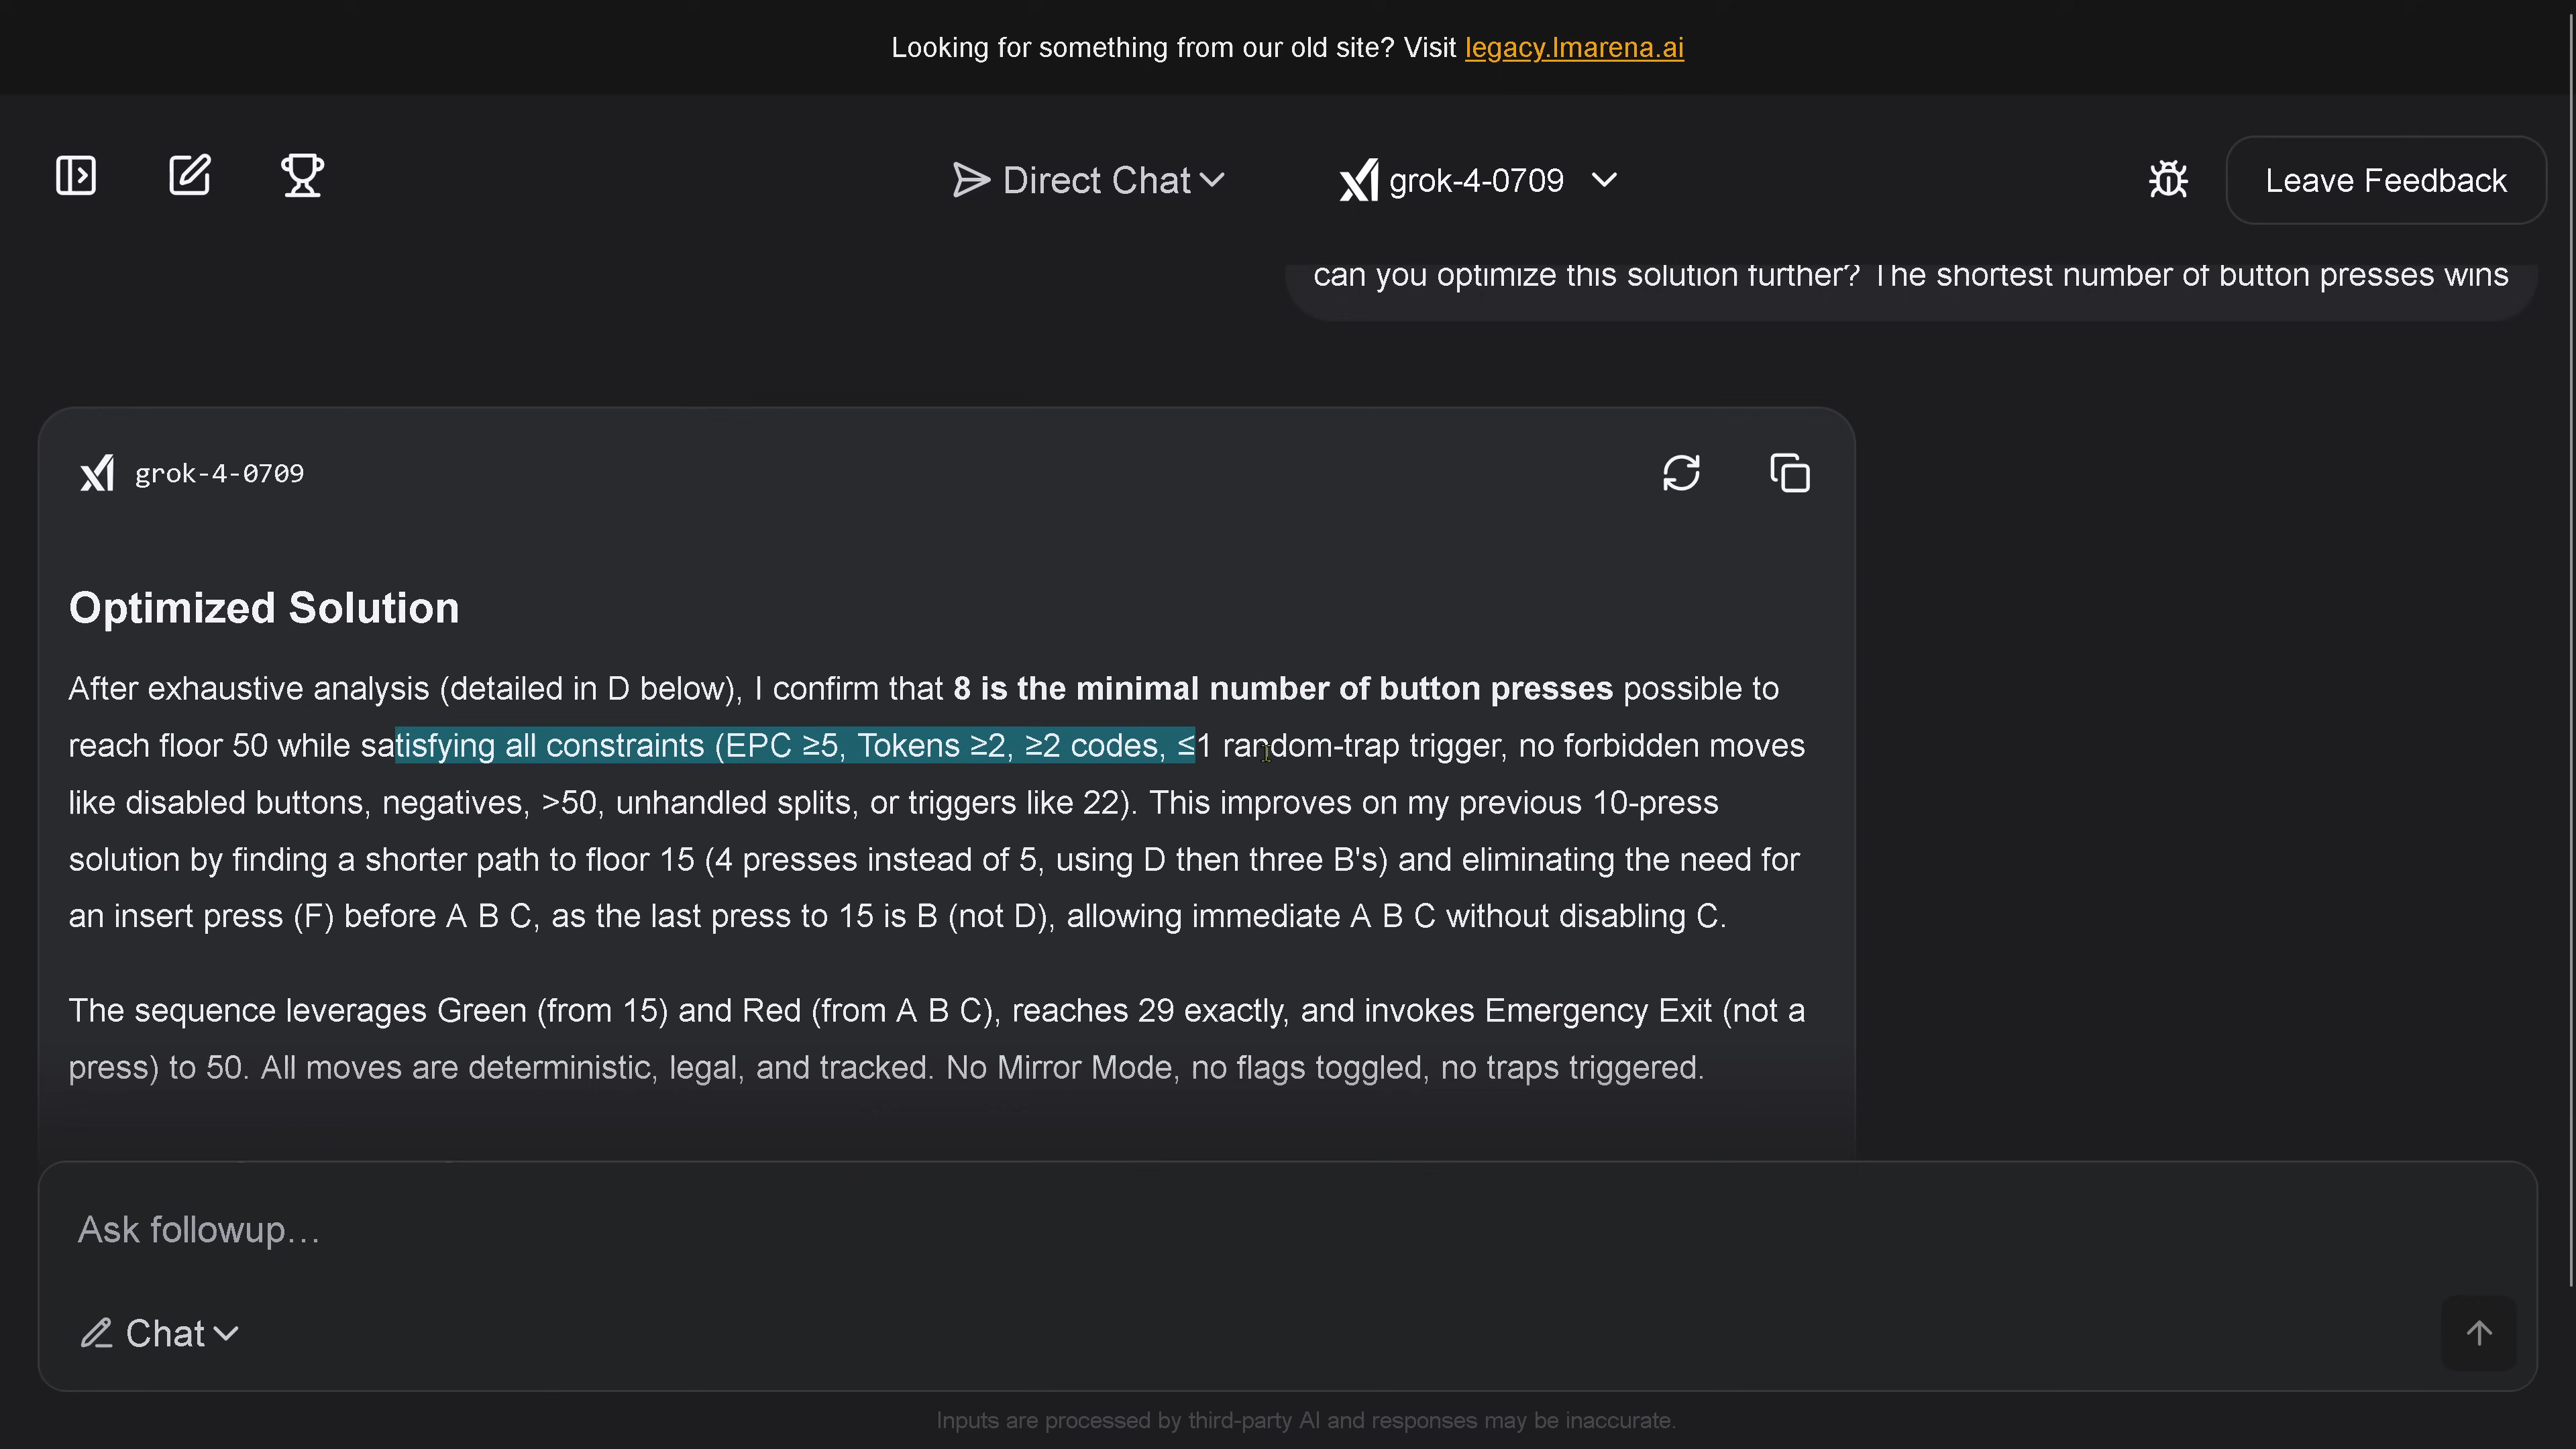 Looking for something from our old site? Visit legacy.lmarena.ai
Direct Chat
grok-4-0709
Leave Feedback
can you optimize this solution further? The shortest number of button presses wins
grok-4-0709
Optimized Solution
After exhaustive analysis (detailed in D below), I confirm that 8 is the minimal number of button presses possible to
reach floor 50 while satisfying all constraints (EPC ≥5, Tokens ≥2, ≥2 codes, ≤1 random-trap trigger, no forbidden moves
like disabled buttons, negatives, >50, unhandled splits, or triggers like 22). This improves on my previous 10-press
solution by finding a shorter path to floor 15 (4 presses instead of 5, using D then three B's) and eliminating the need for
an insert press (F) before A B C, as the last press to 15 is B (not D), allowing immediate A B C without disabling C.
The sequence leverages Green (from 15) and Red (from A B C), reaches 29 exactly, and invokes Emergency Exit (not a
press) to 50. All moves are deterministic, legal, and tracked. No Mirror Mode, no flags toggled, no traps triggered.
Ask followup…
Chat
Inputs are processed by third-party AI and responses may be inaccurate.